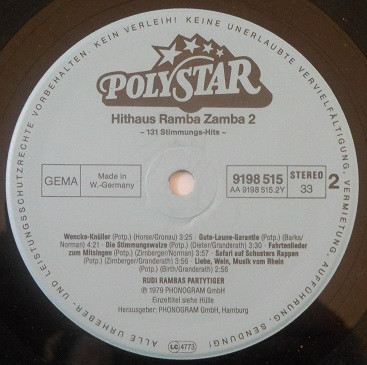 ALLE URHEBER- UND LEISTUNGSSCHUTZRECHTE VORBEHALTEN. KEIN VERLEIH! KEINE UNERLAUBTE VERVIELFÄLTIGUNG, VERMIETUNG, AUFFÜHRUNG, SENDUNG!
POLYSTAR
Hithaus Ramba Zamba 2
– 131 Stimmungs-Hits –
GEMA
Made in
W.-Germany
9198 515
AA 9198 515.2Y
STEREO
33
2
Wencke-Knüller (Potp.) (Horse/Gronau) 3:25 · Gute-Laune-Garantie (Potp.) (Barks/
Norman) 4:21 · Die Stimmungswalze (Potp.) (Dieter/Granderath) 3:30 · Fahrtenlieder
zum Mitsingen (Potp.) (Zirnberger/Norman) 2:57 · Safari auf Schusters Rappen
(Potp.) (Zirnberger/Granderath) 3:56 · Liebe, Wein, Musik vom Rhein
(Potp.) (Birth/Granderath) 2:56
RUDI RAMBAS PARTYTIGER
Ⓟ 1979 PHONOGRAM GmbH
Einzeltitel siehe Hülle
Herausgeber: PHONOGRAM GmbH, Hamburg
LC 4773